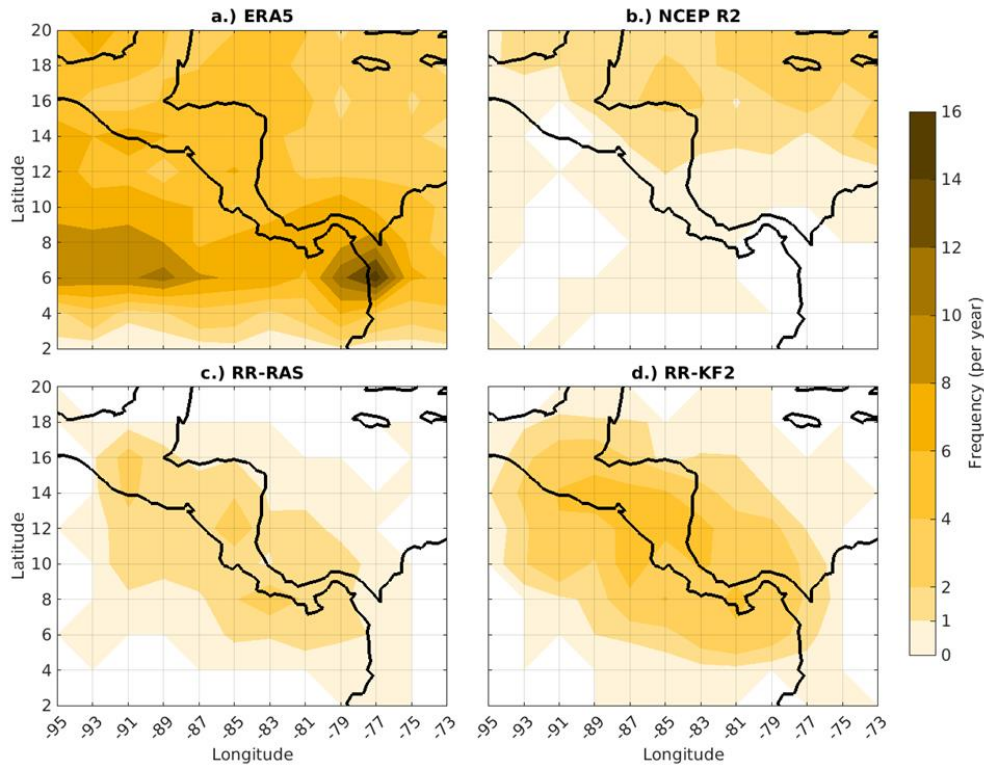 a.) ERA5
b.) NCEP R2
20
18
16
14
12
10
8
6
4
2
Latitude
c.) RR-RAS
d.) RR-KF2
20
18
16
14
12
10
8
6
4
2
Latitude
-95 -93 -91 -89 -87 -85 -83 -81 -79 -77 -75 -73
Longitude
-95 -93 -91 -89 -87 -85 -83 -81 -79 -77 -75 -73
Longitude
16
14
12
10
8
6
4
2
1
0
Frequency (per year)